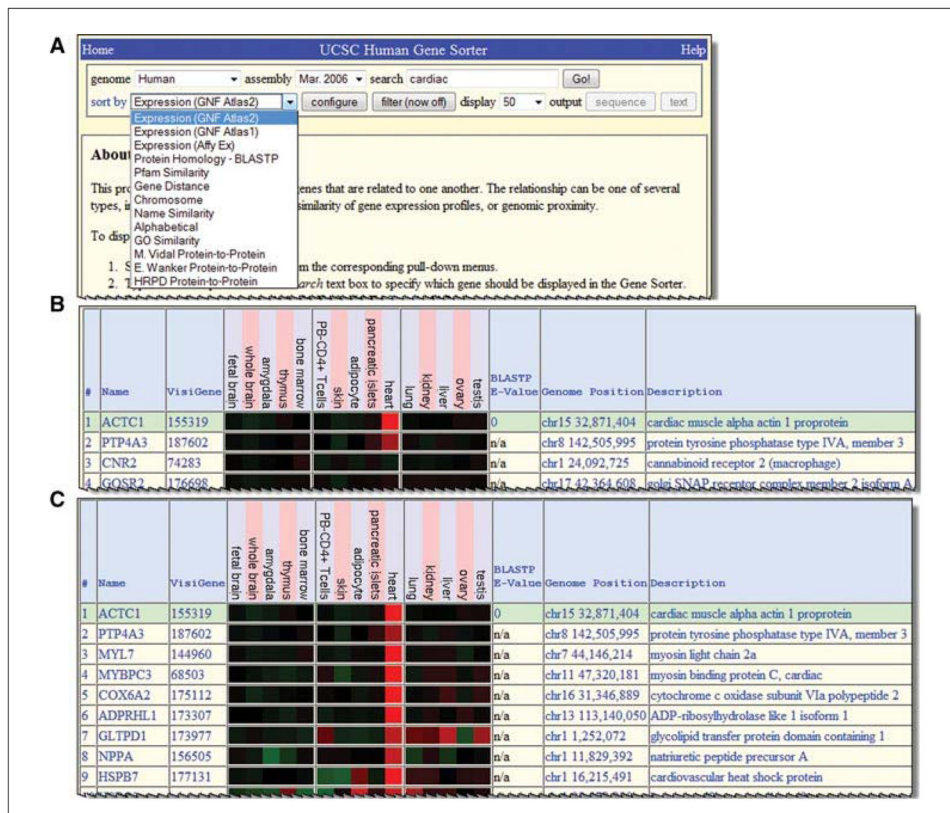 A
Home UCSC Human Gene Sorter Help
genome Human assembly Mar. 2006 search cardiac Go!
sort by Expression (GNF Atlas2) configure filter (now off) display 50 output sequence text
Expression (GNF Atlas2)
Expression (GNF Atlas1)
Expression (Affy Ex)
Protein Homology - BLASTP
Pfam Similarity
Gene Distance
Chromosome
Name Similarity
Alphabetical
GO Similarity
M. Vidal Protein-to-Protein
E. Wanker Protein-to-Protein
HRPD Protein-to-Protein
About
This pro enes that are related to one another. The relationship can be one of several
types, i similarity of gene expression profiles, or genomic proximity.
To disp
1. S m the corresponding pull-down menus.
2. T arch text box to specify which gene should be displayed in the Gene Sorter.
B
# Name VisiGene fetal brain whole brain amygdala thymus bone marrow PB-CD4+ Tcells skin adipocyte pancreatic islets heart lung kidney liver ovary testis BLASTP E-Value Genome Position Description
1 ACTC1 155319 0 chr15 32,871,404 cardiac muscle alpha actin 1 proprotein
2 PTP4A3 187602 n/a chr8 142,505,995 protein tyrosine phosphatase type IVA, member 3
3 CNR2 74283 n/a chr1 24,092,725 cannabinoid receptor 2 (macrophage)
4 GOSR2 176698 n/a chr17 42,364,608 golgi SNAP receptor complex member 2 isoform A
C
# Name VisiGene fetal brain whole brain amygdala thymus bone marrow PB-CD4+ Tcells skin adipocyte pancreatic islets heart lung kidney liver ovary testis BLASTP E-Value Genome Position Description
1 ACTC1 155319 0 chr15 32,871,404 cardiac muscle alpha actin 1 proprotein
2 PTP4A3 187602 n/a chr8 142,505,995 protein tyrosine phosphatase type IVA, member 3
3 MYL7 144960 n/a chr7 44,146,214 myosin light chain 2a
4 MYBPC3 68503 n/a chr11 47,320,181 myosin binding protein C, cardiac
5 COX6A2 175112 n/a chr16 31,346,889 cytochrome c oxidase subunit VIa polypeptide 2
6 ADPRHL1 173307 n/a chr13 113,140,050 ADP-ribosylhydrolase like 1 isoform 1
7 GLTPD1 173977 n/a chr1 1,252,072 glycolipid transfer protein domain containing 1
8 NPPA 156505 n/a chr1 11,829,392 natriuretic peptide precursor A
9 HSPB7 177131 n/a chr1 16,215,491 cardiovascular heat shock protein